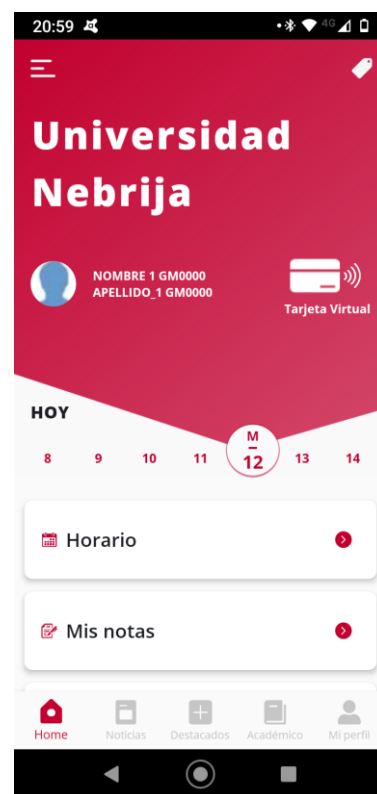 20:59
4G
Universidad
Nebrija
NOMBRE 1 GM0000
APELLIDO_1 GM0000
Tarjeta Virtual
HOY
M
8 9 10 11 12 13 14
Horario
Mis notas
Home Noticias Destacados Académico Mi perfil